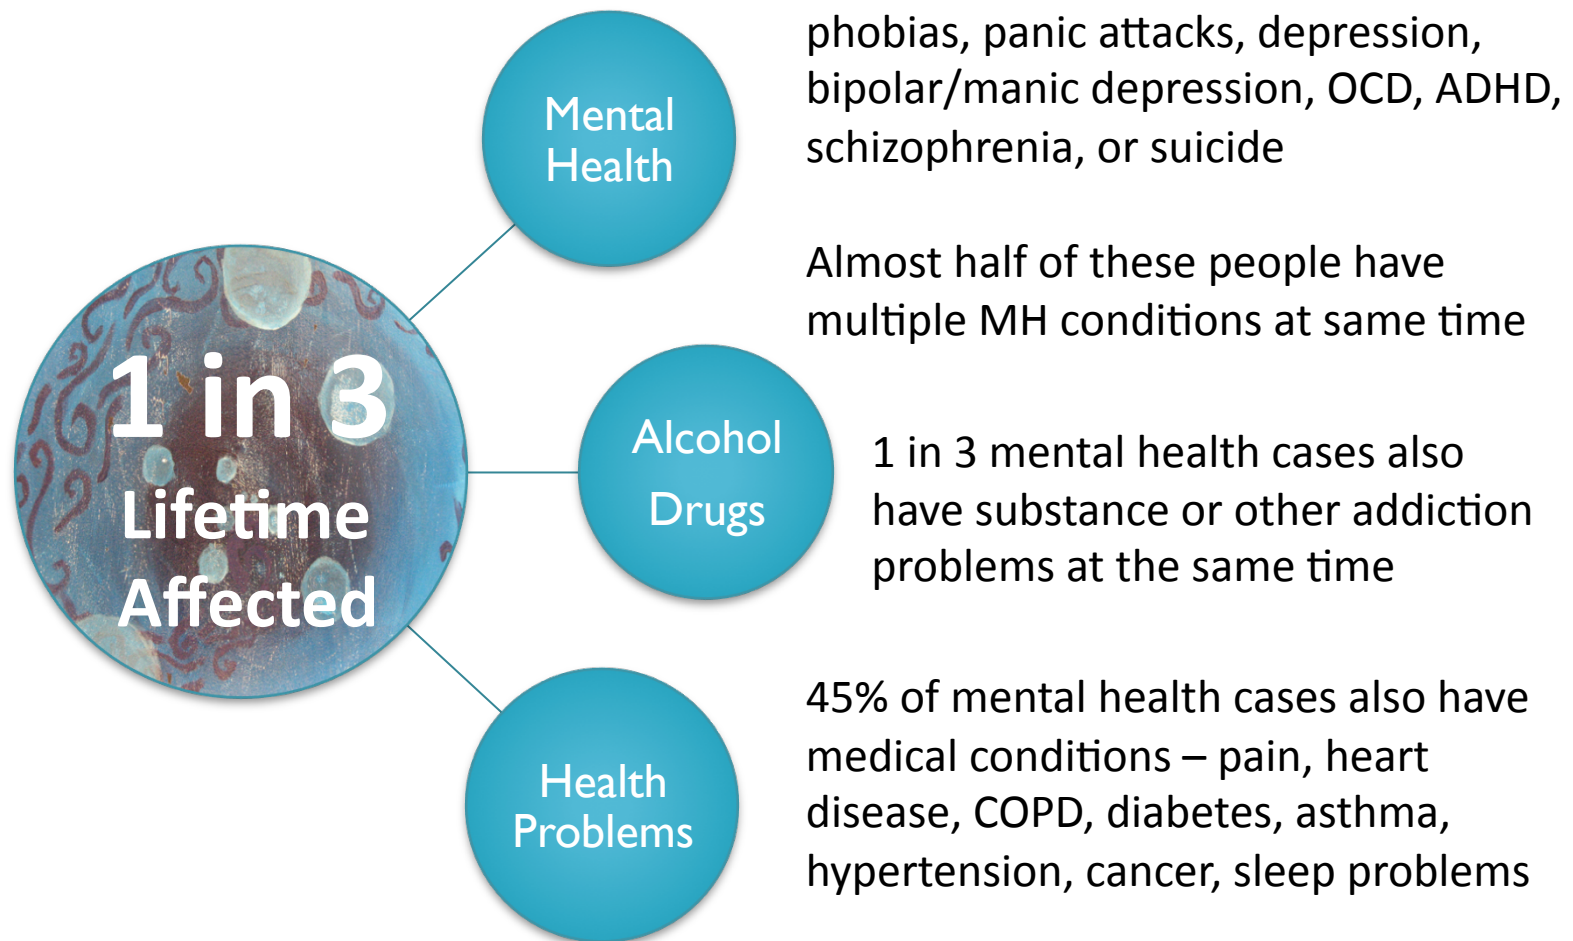 1 in 3
Lifetime
Affected
Mental
Health
phobias, panic attacks, depression,
bipolar/manic depression, OCD, ADHD,
schizophrenia, or suicide
Almost half of these people have
multiple MH conditions at same time
Alcohol
Drugs
1 in 3 mental health cases also
have substance or other addiction
problems at the same time
Health
Problems
45% of mental health cases also have
medical conditions – pain, heart
disease, COPD, diabetes, asthma,
hypertension, cancer, sleep problems